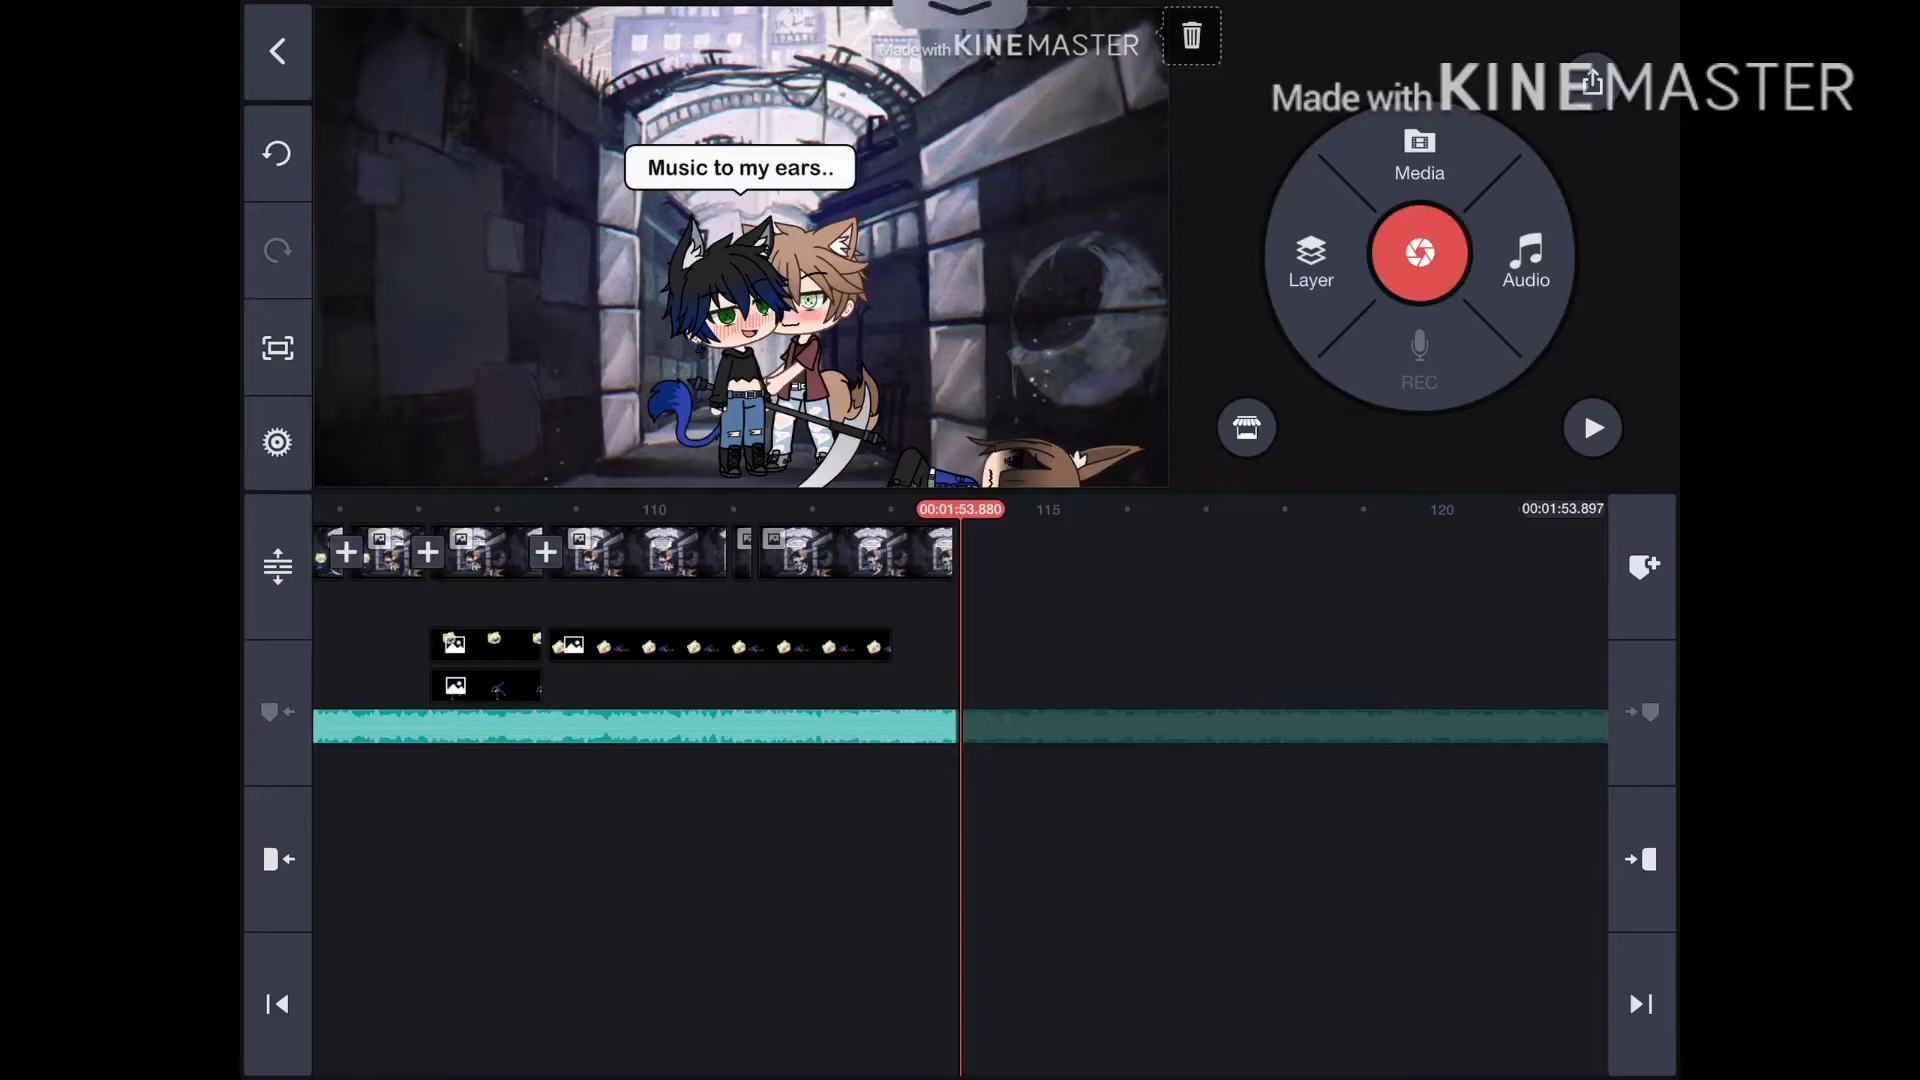 Made with KINEMASTER
Made with KINEMASTER
Music to my ears..
Media
Layer
Audio
REC
110
00:01:53.880
115
120
00:01:53.897